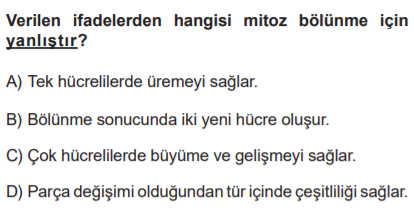 Verilen ifadelerden hangisi mitoz bölünme için
yanlıştır?
A) Tek hücrelilerde üremeyi sağlar.
B) Bölünme sonucunda iki yeni hücre oluşur.
C) Çok hücrelilerde büyüme ve gelişmeyi sağlar.
D) Parça değişimi olduğundan tür içinde çeşitliliği sağlar.